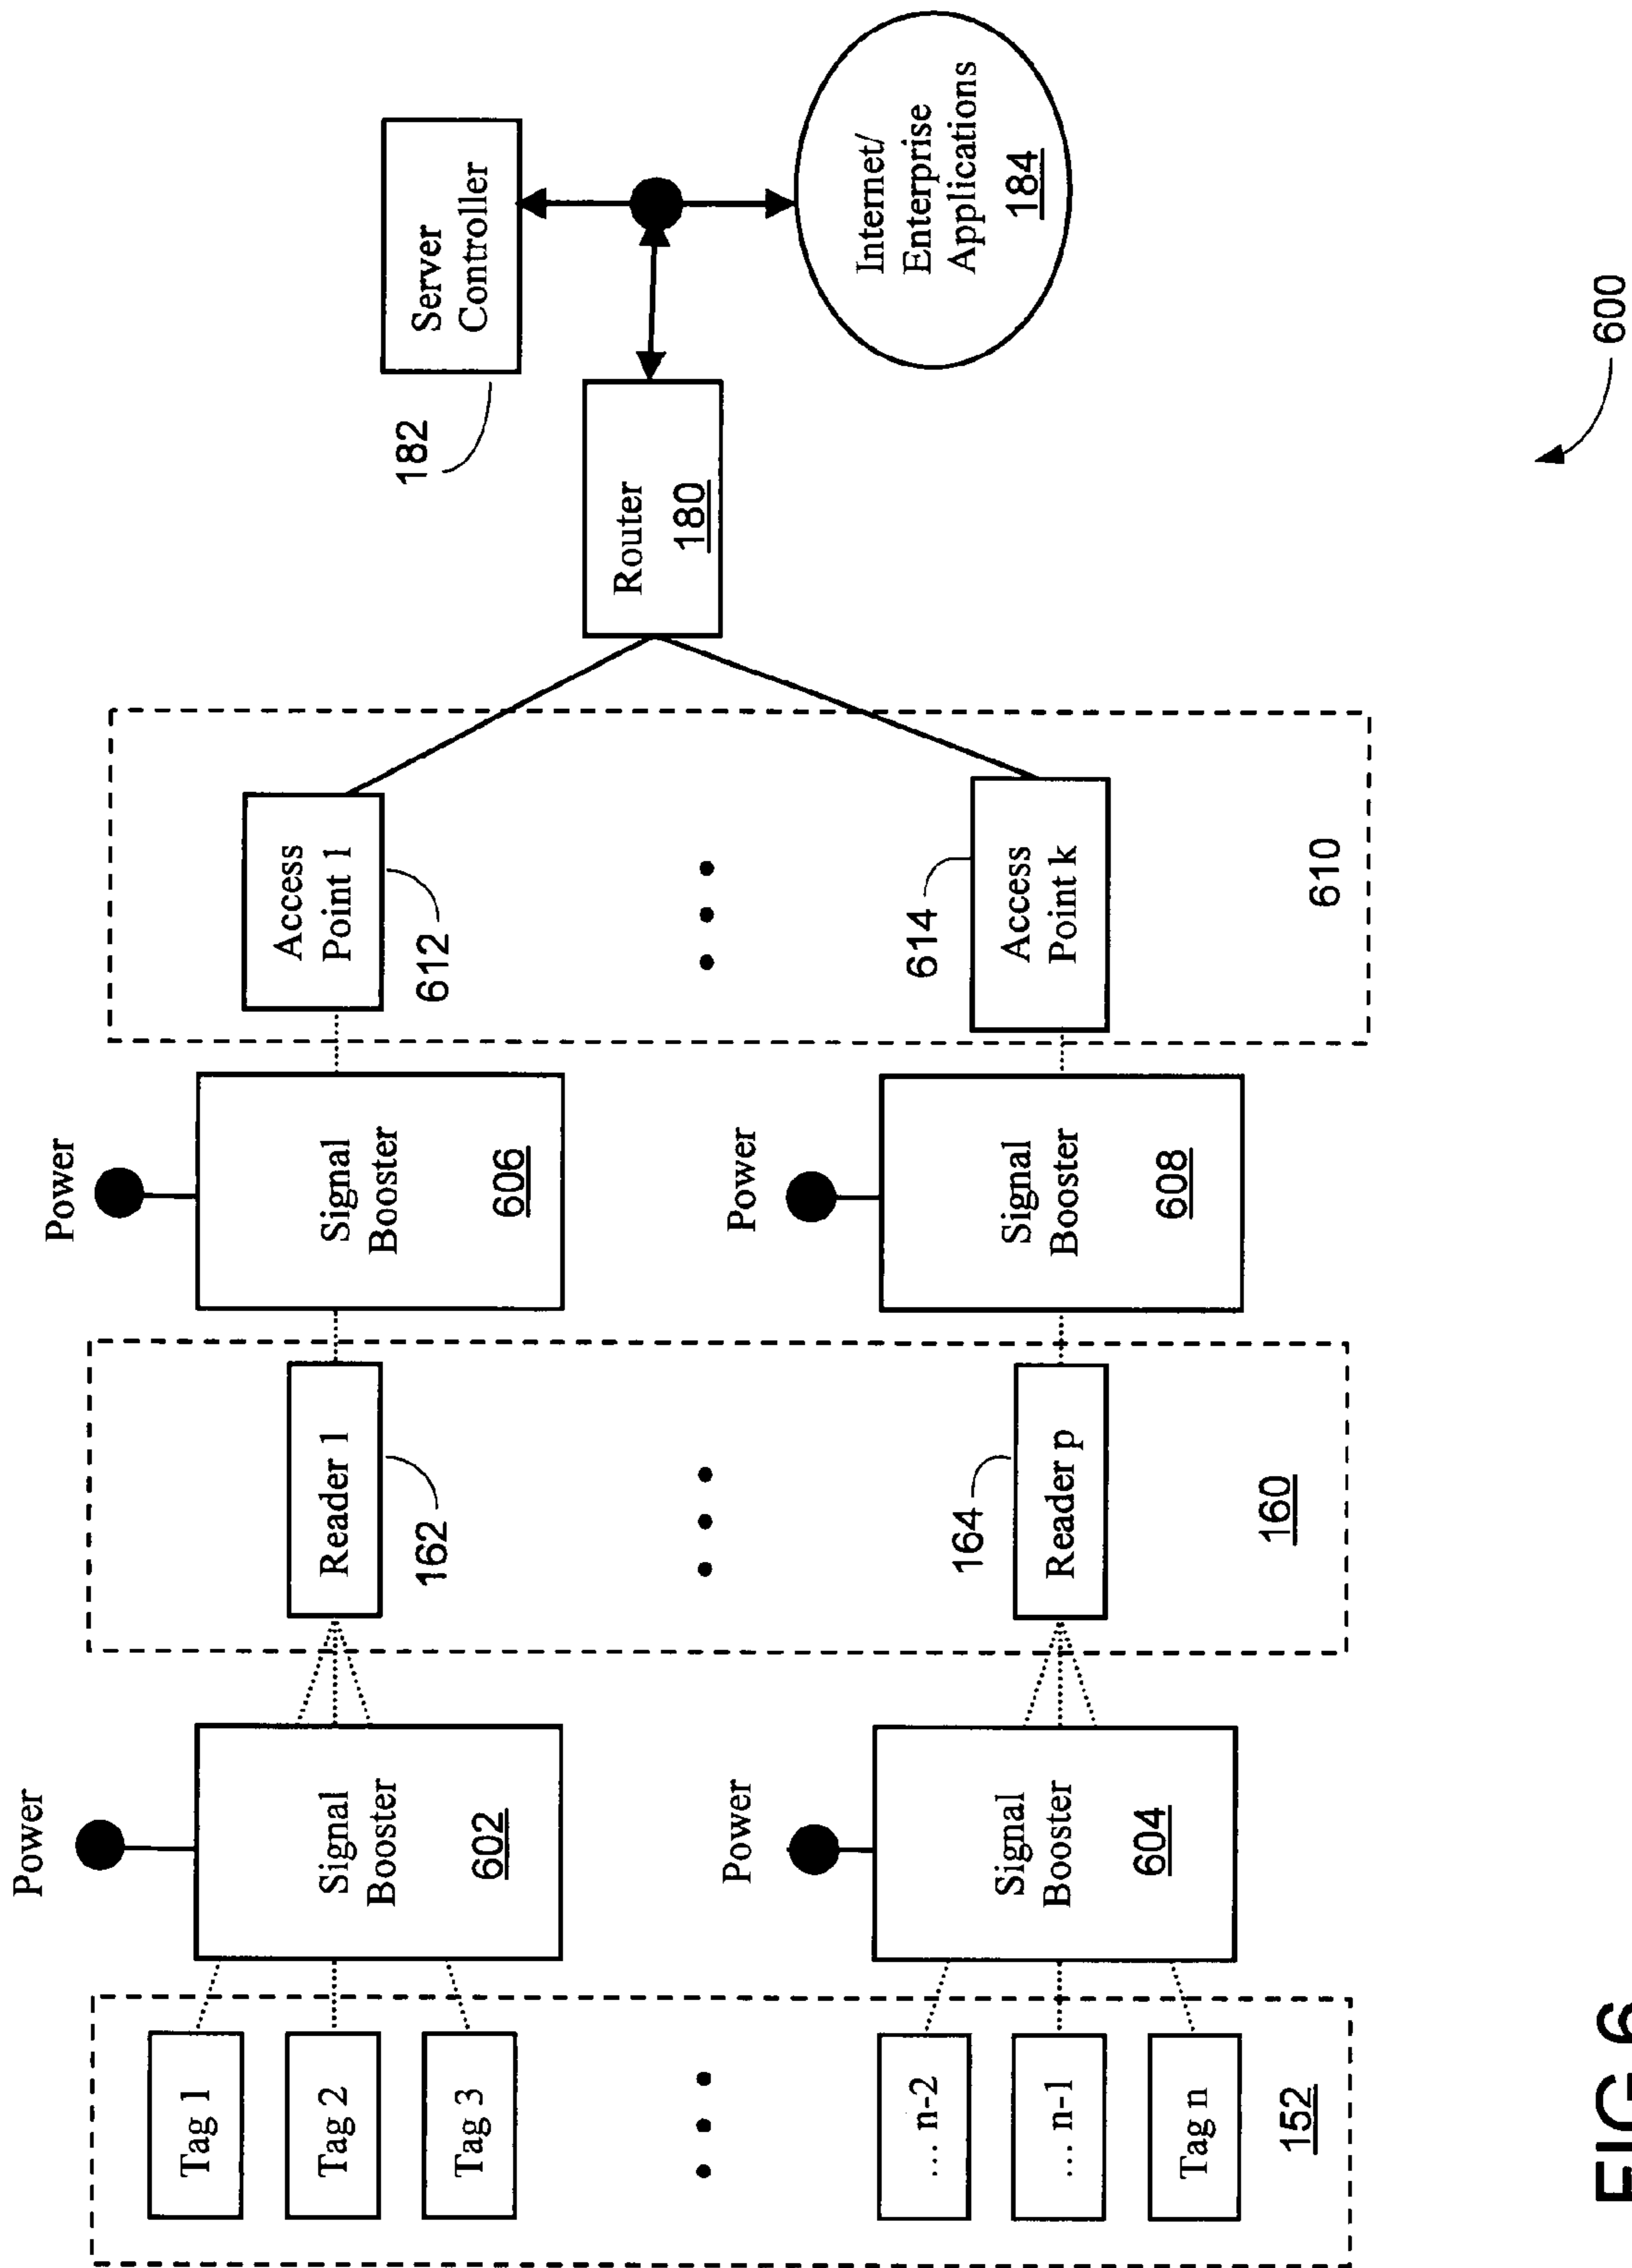 Power
Power
Tag 1
Tag 2
Tag 3
Signal
Booster
602
Reader 1
162
Signal
Booster
606
Access
Point 1
612
Server
Controller
182
Router
180
Internet/
Enterprise
Applications
184
Power
Power
... n-2
... n-1
Tag n
152
Signal
Booster
604
164
Reader p
160
Signal
Booster
608
614
Access
Point k
610
600
FIG 6